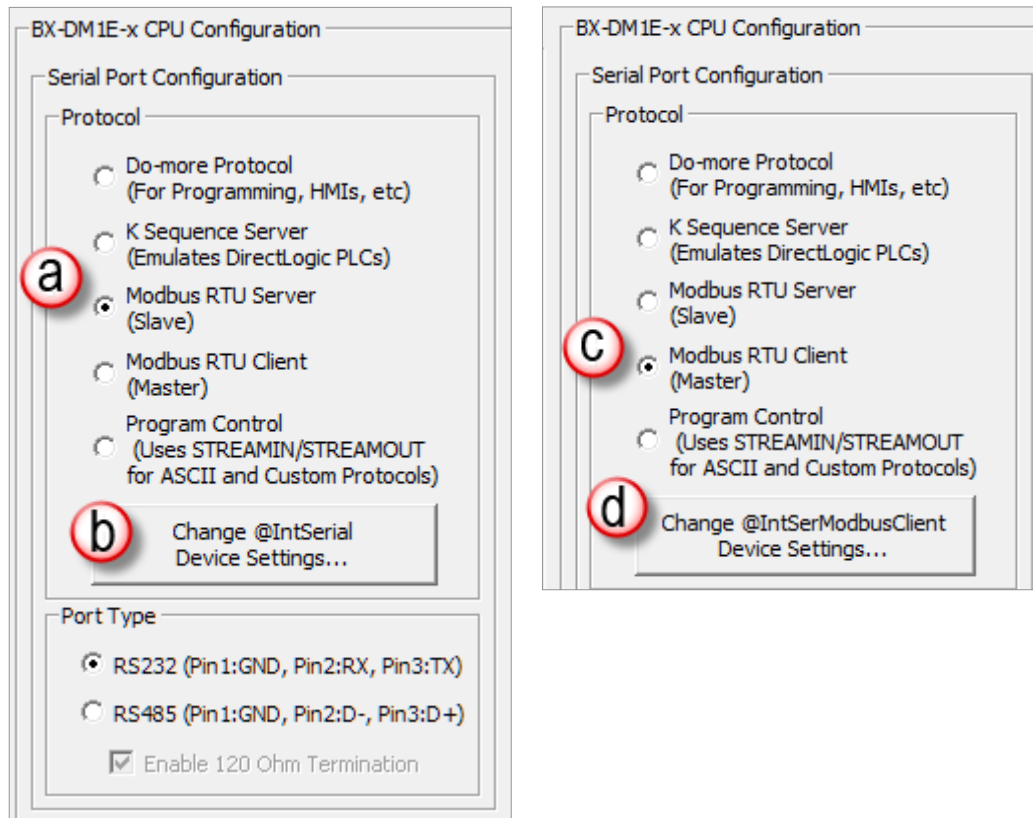 BX-DM1E-x CPU Configuration
Serial Port Configuration
Protocol
Do-more Protocol
(For Programming, HMIs, etc)
K Sequence Server
(Emulates DirectLogic PLCs)
a
Modbus RTU Server
(Slave)
Modbus RTU Client
(Master)
Program Control
(Uses STREAMIN/STREAMOUT
for ASCII and Custom Protocols)
b
Change @IntSerial
Device Settings...
Port Type
RS232 (Pin1:GND, Pin2:RX, Pin3:TX)
RS485 (Pin1:GND, Pin2:D-, Pin3:D+)
Enable 120 Ohm Termination
BX-DM1E-x CPU Configuration
Serial Port Configuration
Protocol
Do-more Protocol
(For Programming, HMIs, etc)
K Sequence Server
(Emulates DirectLogic PLCs)
Modbus RTU Server
(Slave)
c
Modbus RTU Client
(Master)
Program Control
(Uses STREAMIN/STREAMOUT
for ASCII and Custom Protocols)
d
Change @IntSerModbusClient
Device Settings...